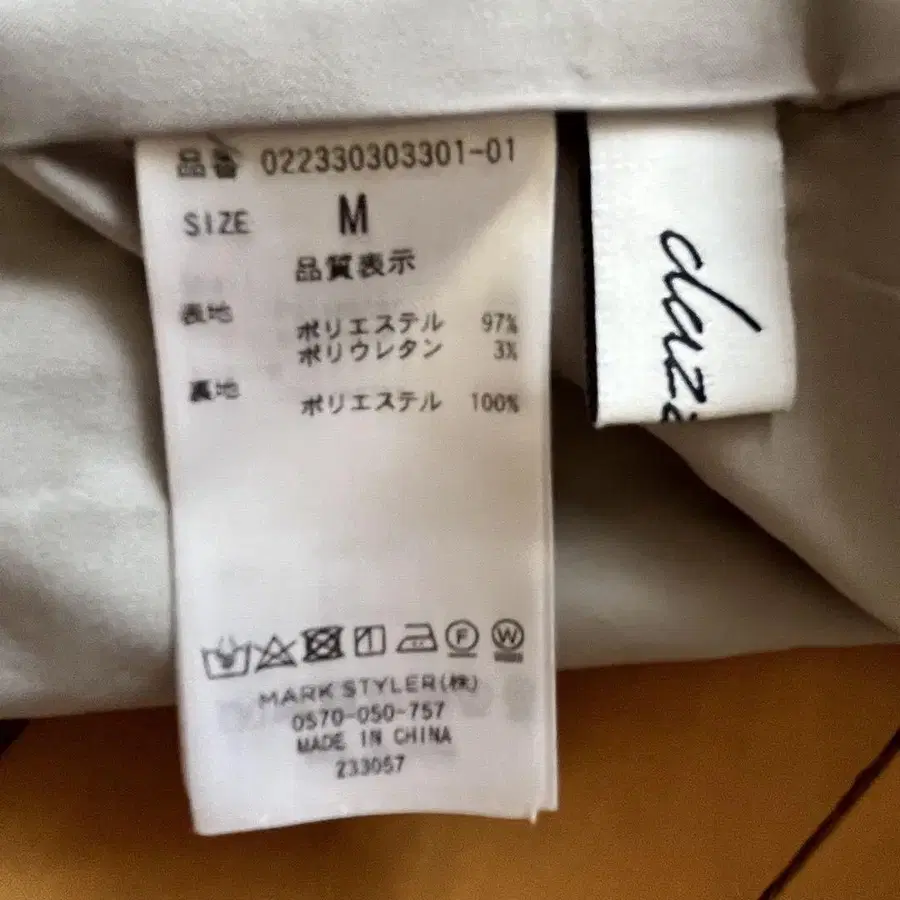 品番 022330303301-01
SIZE M
品質表示
表地 ポリエステル 97%
ポリウレタン 3%
裏地 ポリエステル 100%
F W
MARK STYLER(株)
0570-050-757
MADE IN CHINA
233057